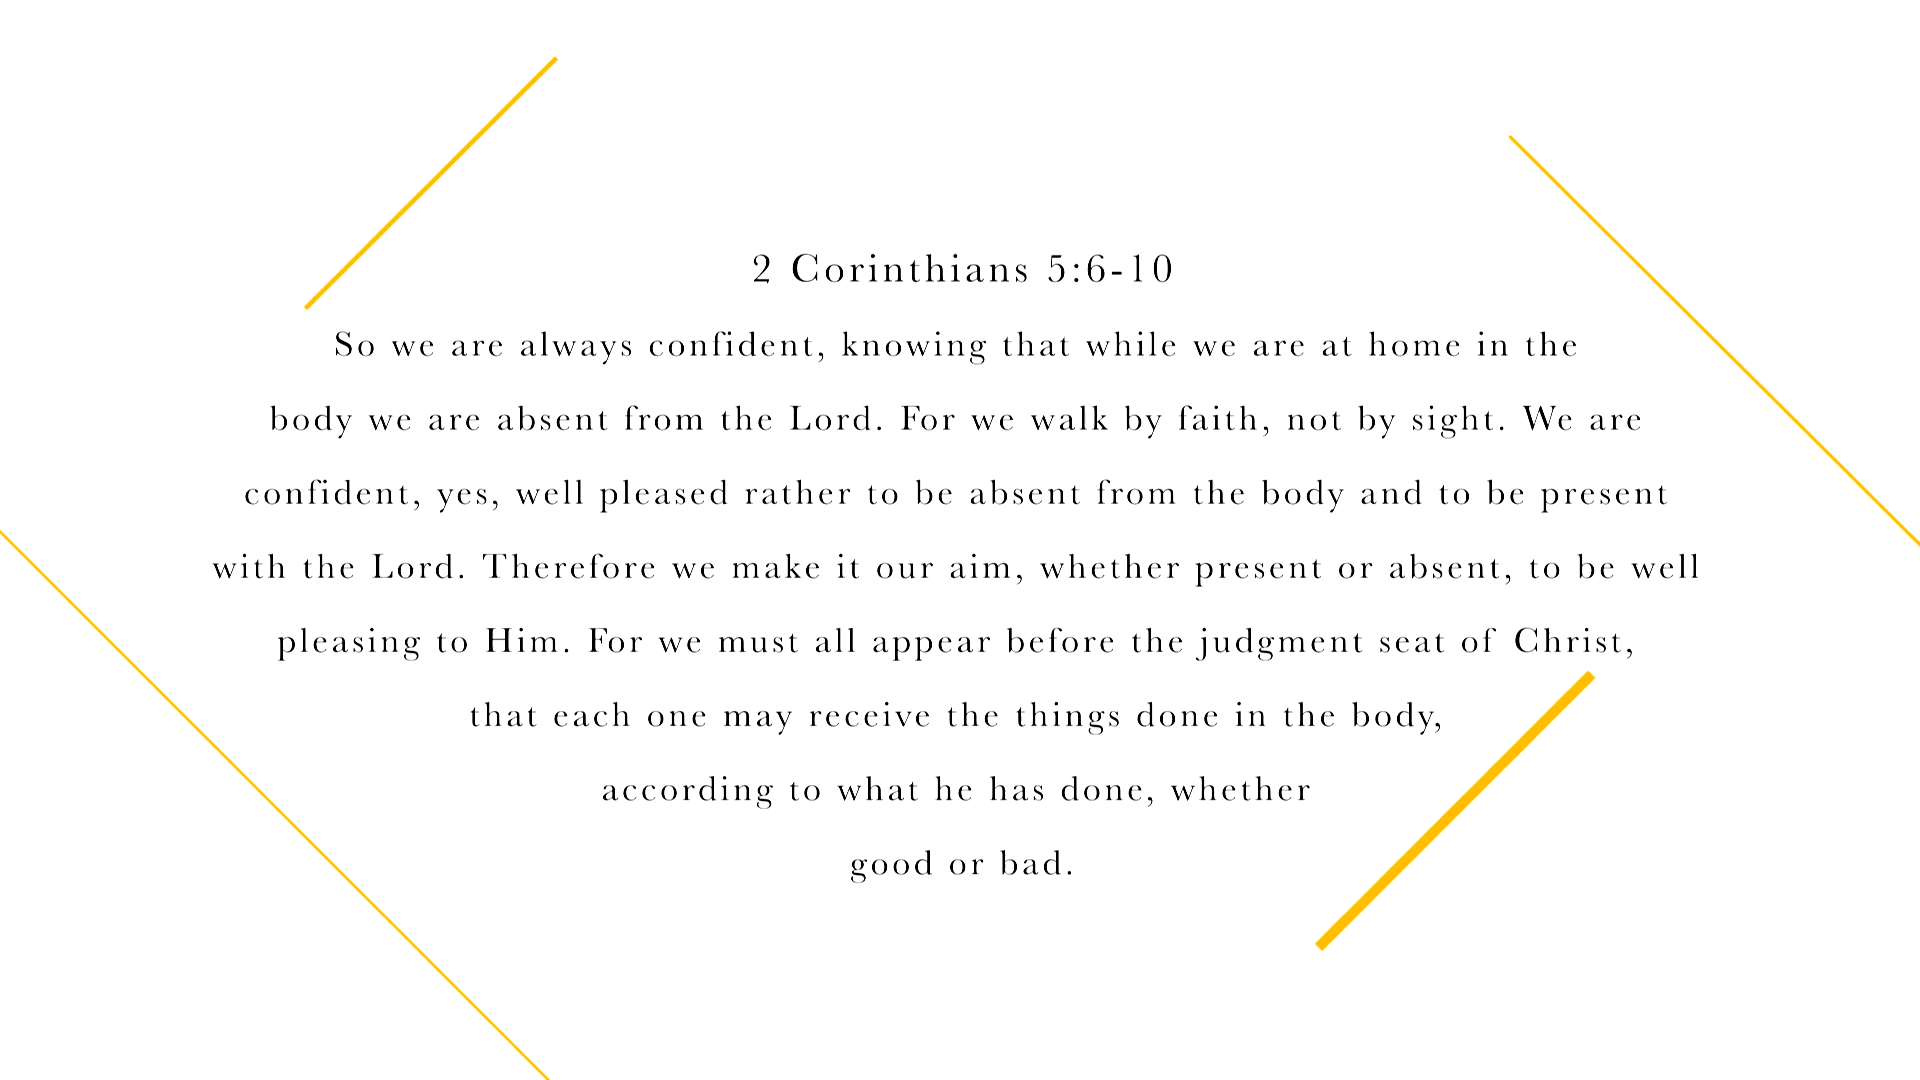 2 Corinthians 5:6-10
So we are always confident, knowing that while we are at home in the
body we are absent from the Lord. For we walk by faith, not by sight. We are
confident, yes, well pleased rather to be absent from the body and to be present
with the Lord. Therefore we make it our aim, whether present or absent, to be well
pleasing to Him. For we must all appear before the judgment seat of Christ,
that each one may receive the things done in the body,
according to what he has done, whether
good or bad.